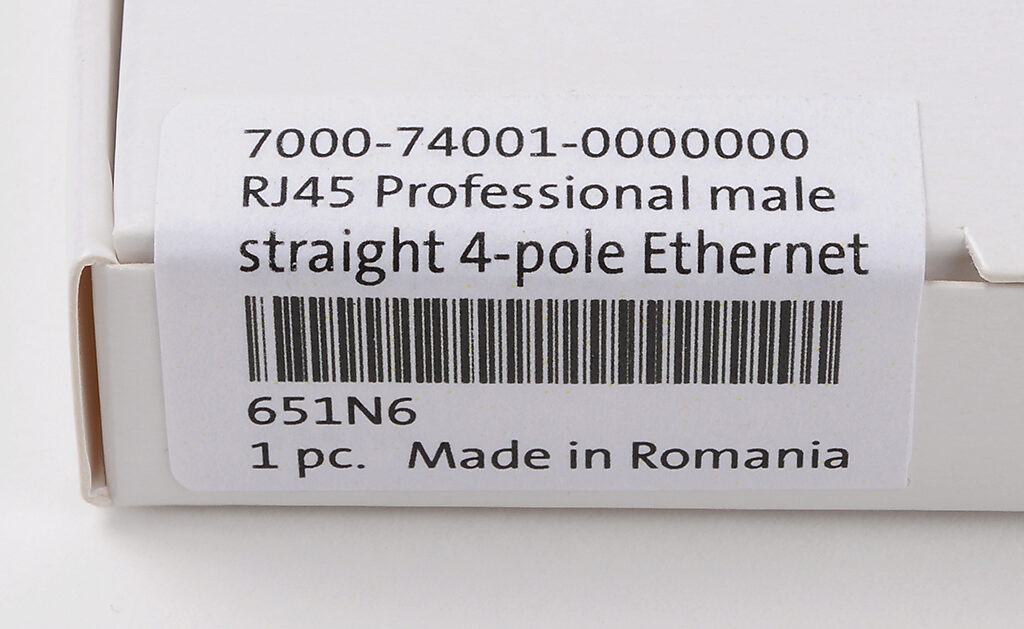 7000-74001-0000000
RJ45 Professional male
straight 4-pole Ethernet
651N6
1 pc. Made in Romania